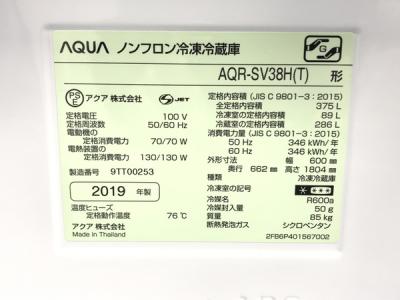 AQUA ノンフロン冷凍冷蔵庫
AQR-SV38H(T) 形
PSE アクア 株式会社 S JET
定格電圧 100 V
定格周波数 50/60 Hz
電動機の
定格消費電力 70/70 W
電熱装置の
定格消費電力 130/130 W
製造番号 9TT00253
2019 年製
温度ヒューズ
定格動作温度 76℃
アクア 株式会社
Made in Thailand
定格内容積 (JIS C 9801-3 : 2015)
全定格内容積 375 L
冷凍室の定格内容積 89 L
冷蔵室の定格内容積 286 L
消費電力量 (JIS C 9801-3 : 2015)
50 Hz 346 kWh/年
60 Hz 346 kWh/年
外形寸法 幅 600 mm
奥行 662 mm 高さ 1804 mm
種類 冷凍冷蔵庫
冷凍室の記号
冷媒名 R600a
冷媒封入量 50 g
質量 85 kg
断熱発泡ガス シクロペンタン
2FB6P401567002
G